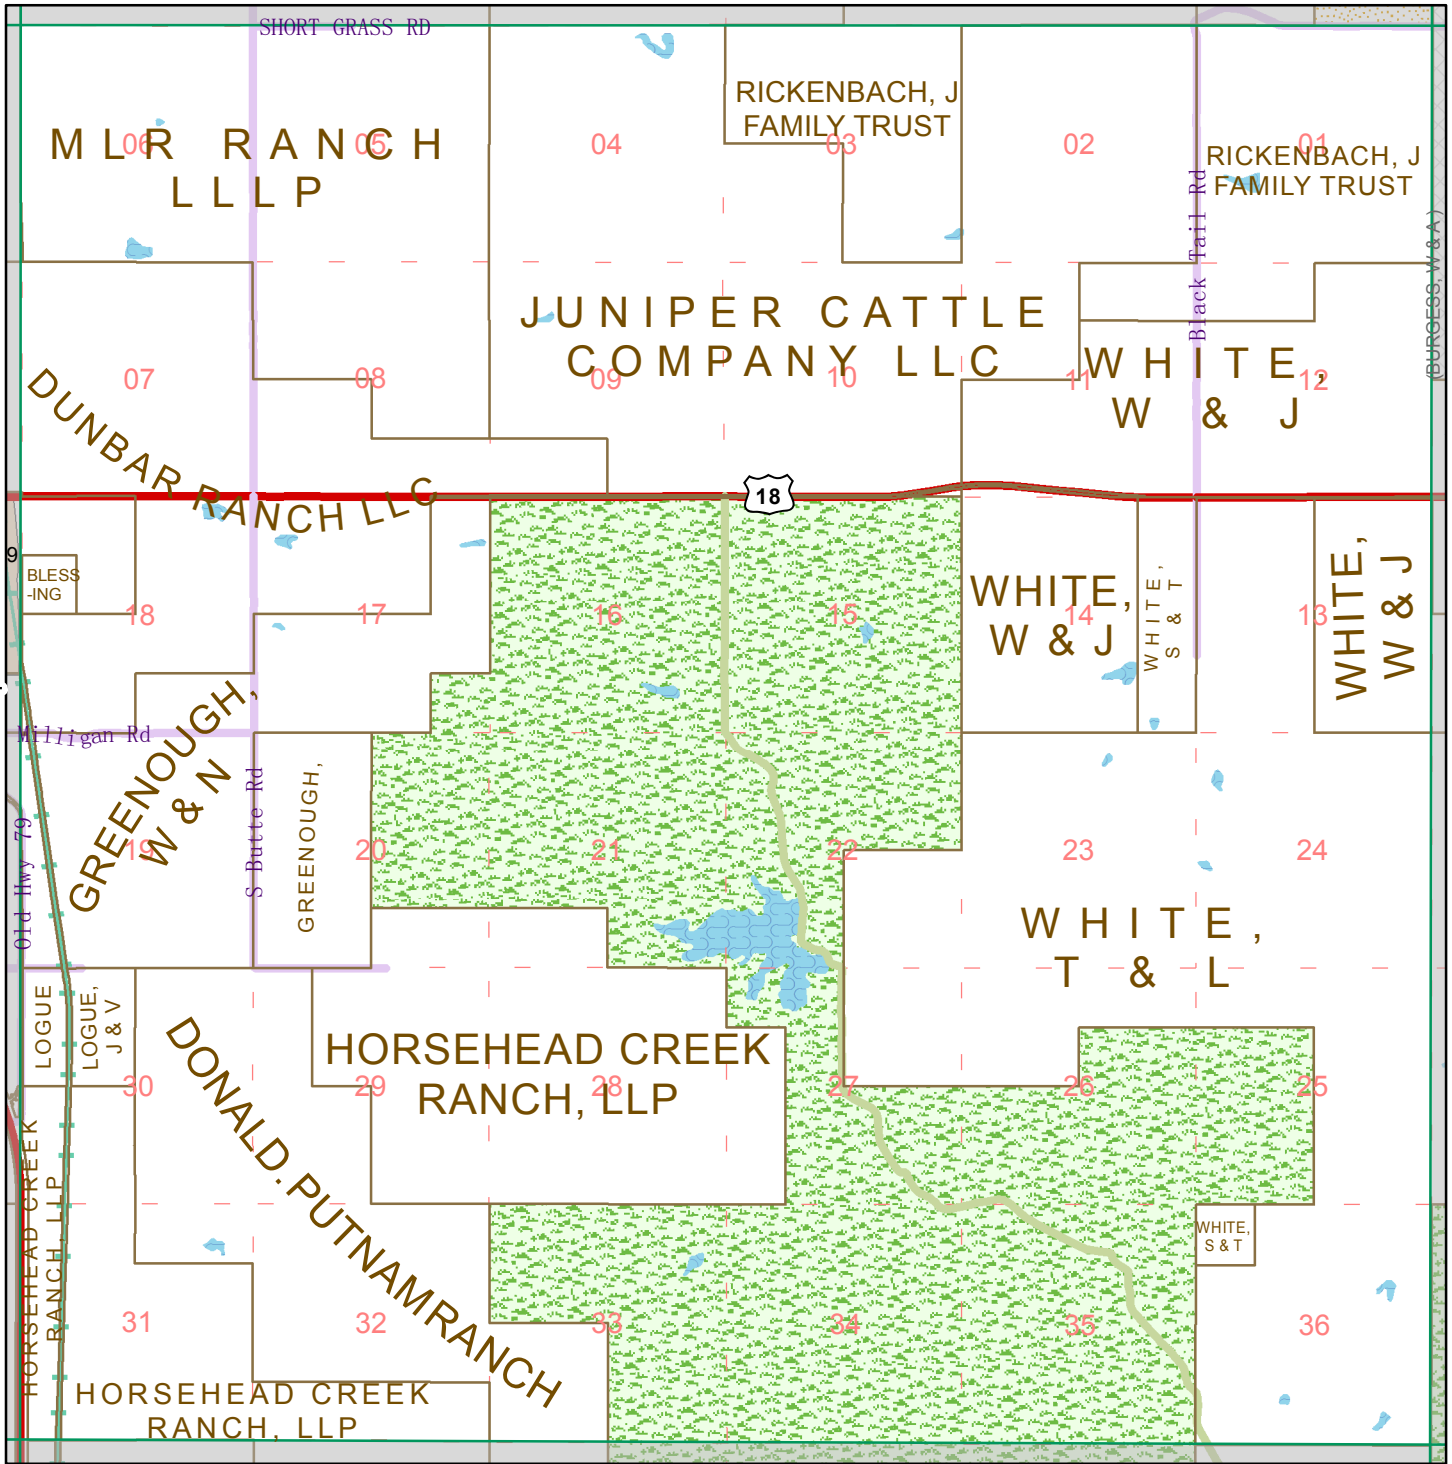 SHORT GRASS RD
RICKENBACH, J
FAMILY TRUST
06
05
04
03
02
01
MLR RANCH
LLLP
RICKENBACH, J
FAMILY TRUST
Black Tail Rd
(BURGESS, W & A)
JUNIPER CATTLE
COMPANY LLC
WHITE,
W & J
07
08
09
10
11
12
DUNBAR RANCH LLC
18
9
BLESS
-ING
WHITE,
W & J
WHITE,
S & T
WHITE,
W & J
18
17
16
15
14
13
GREENOUGH,
W & N
Milligan Rd
Old Hwy 79
S Butte Rd
GREENOUGH,
19
20
21
22
23
24
WHITE,
T & L
LOGUE
LOGUE,
J & V
DONALD. PUTNAMRANCH
HORSEHEAD CREEK
RANCH, LLP
30
29
28
27
26
25
HORSEHEAD CREEK
RANCH, LLP
WHITE,
S & T
31
32
33
34
35
36
HORSEHEAD CREEK
RANCH, LLP